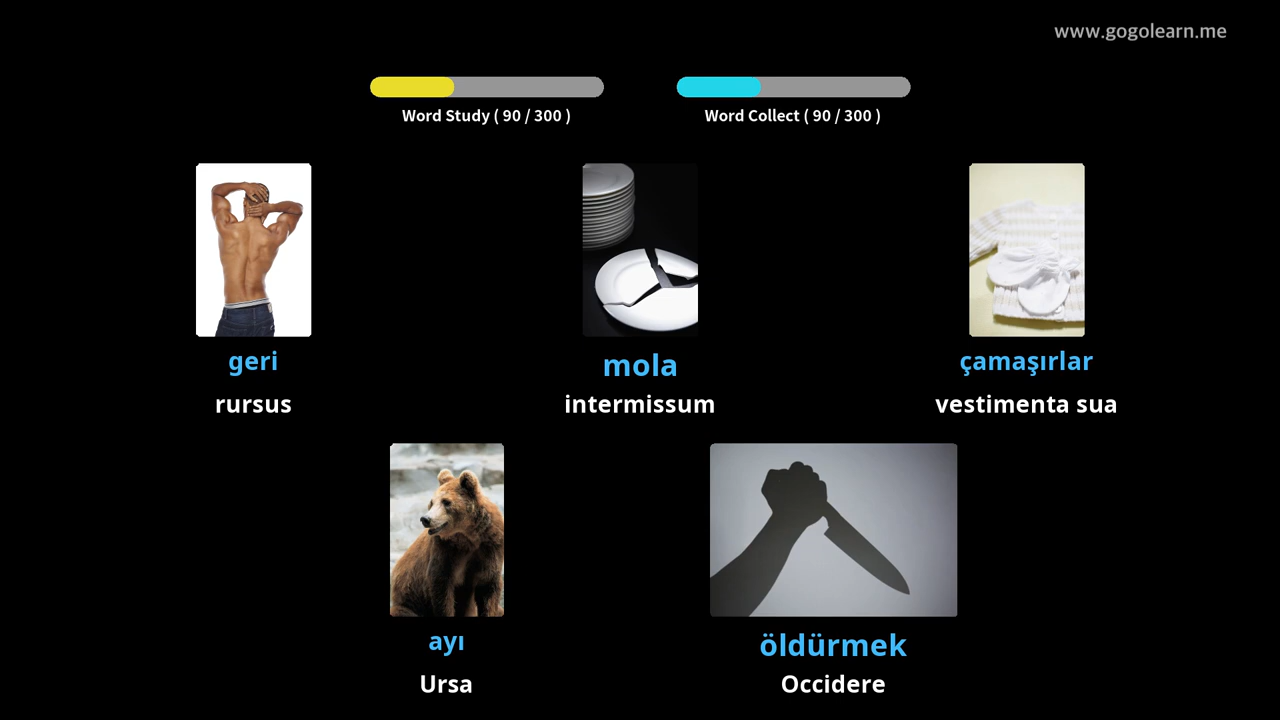 www.gogolearn.me
Word Study ( 90 / 300 )
Word Collect ( 90 / 300 )
geri
rursus
mola
intermissum
çamaşırlar
vestimenta sua
ayı
Ursa
öldürmek
Occidere